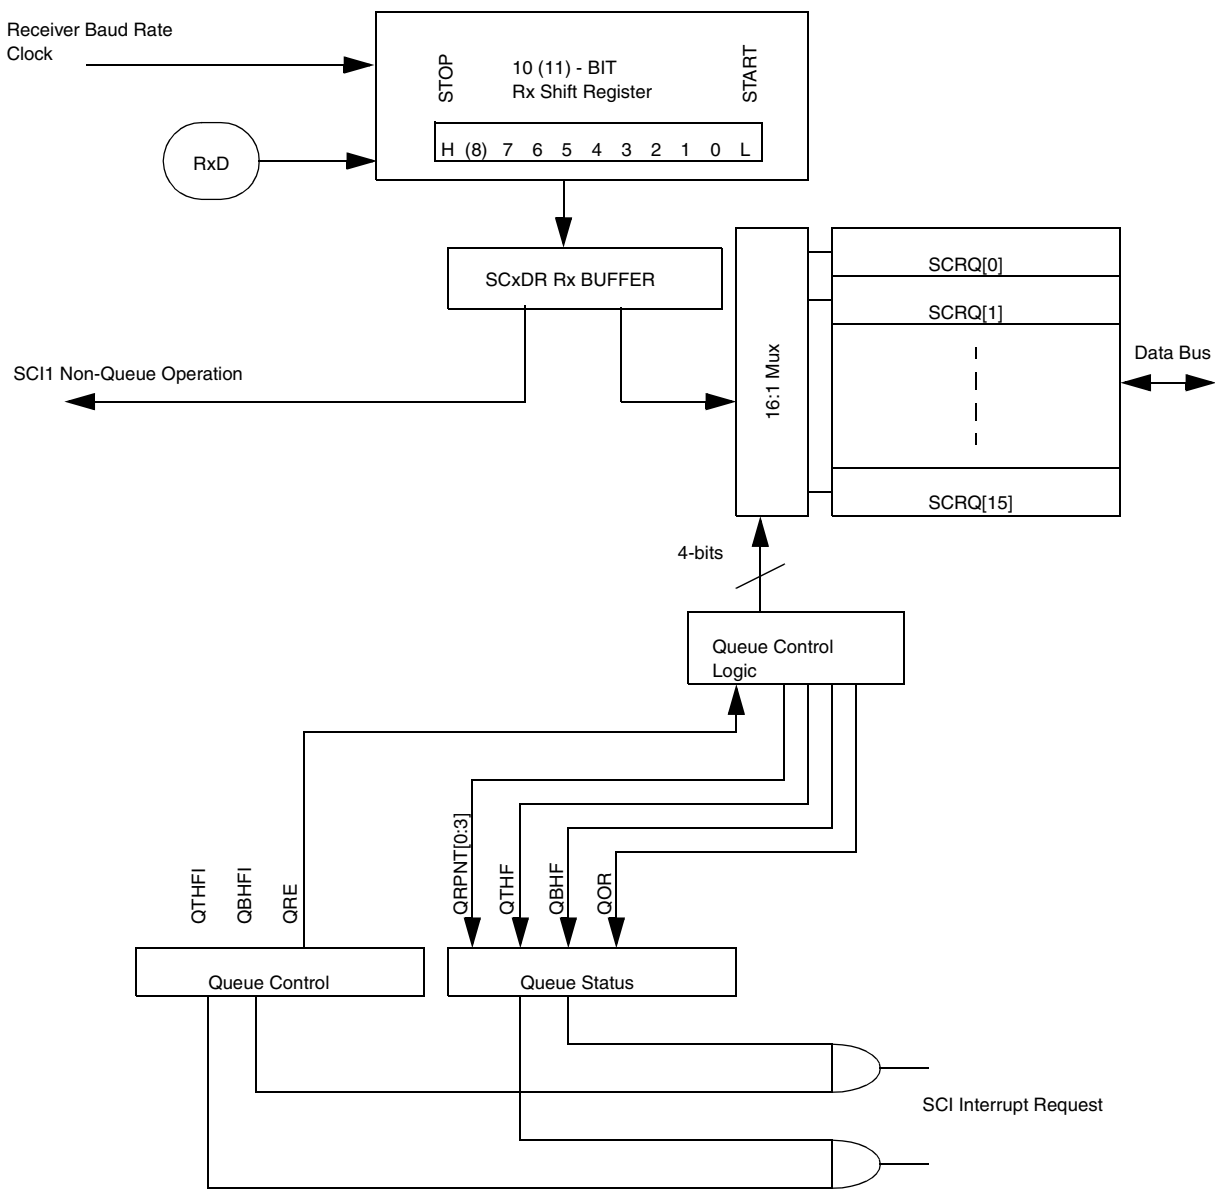 Receiver Baud Rate
Clock
STOP
10 (11) - BIT
Rx Shift Register
START
H (8) 7 6 5 4 3 2 1 0 L
RxD
SCxDR Rx BUFFER
SCI1 Non-Queue Operation
16:1 Mux
SCRQ[0]
SCRQ[1]
SCRQ[15]
Data Bus
4-bits
Queue Control
Logic
QTHFI
QBHFI
QRE
QRPNT[0:3]
QTHF
QBHF
QOR
Queue Control
Queue Status
SCI Interrupt Request